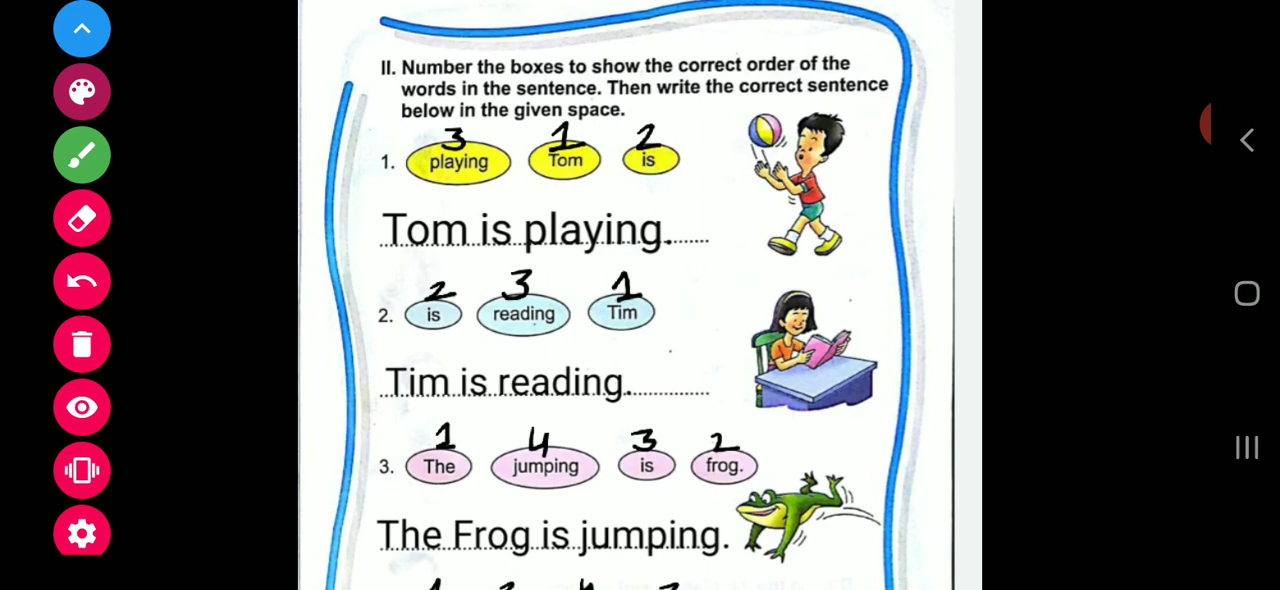 II. Number the boxes to show the correct order of the
words in the sentence. Then write the correct sentence
below in the given space.
3 1 2
1. playing Tom is
Tom is playing.
2 3 1
2. is reading Tim
Tim is reading.
1 4 3 2
3. The jumping is frog.
The Frog is jumping.